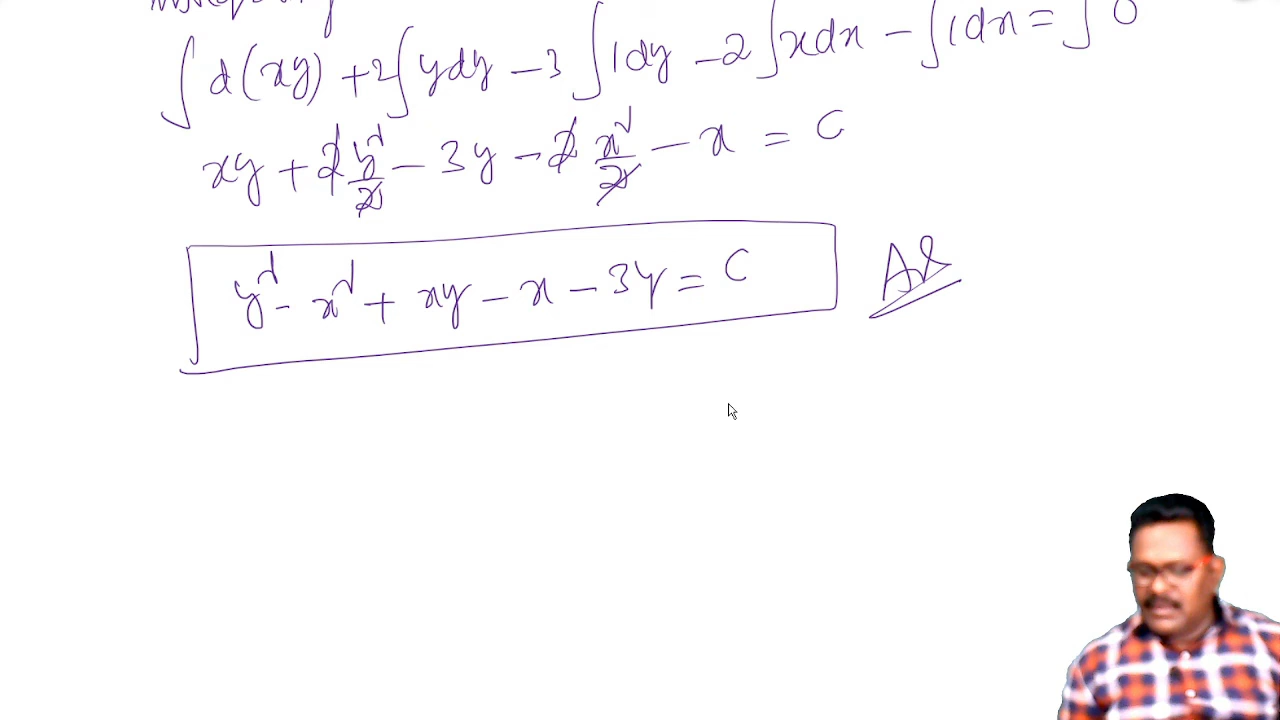 ∫ d(xy) + 2∫ y dy - 3∫ 1 dy - 2∫ x dx - ∫ 1 dx = ∫ 0
xy + 2 y²/2 - 3y - 2 x²/2 - x = C
y² - x² + xy - x - 3y = C